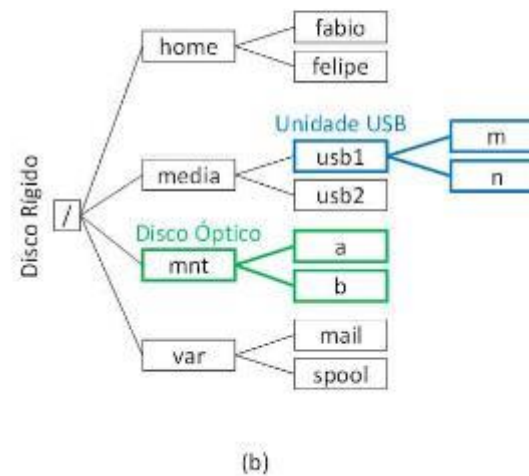 fabio
home
felipe
Unidade USB
m
usb1
n
media
usb2
Disco Rígido
/
Disco Óptico
a
mnt
b
mail
var
spool
(b)